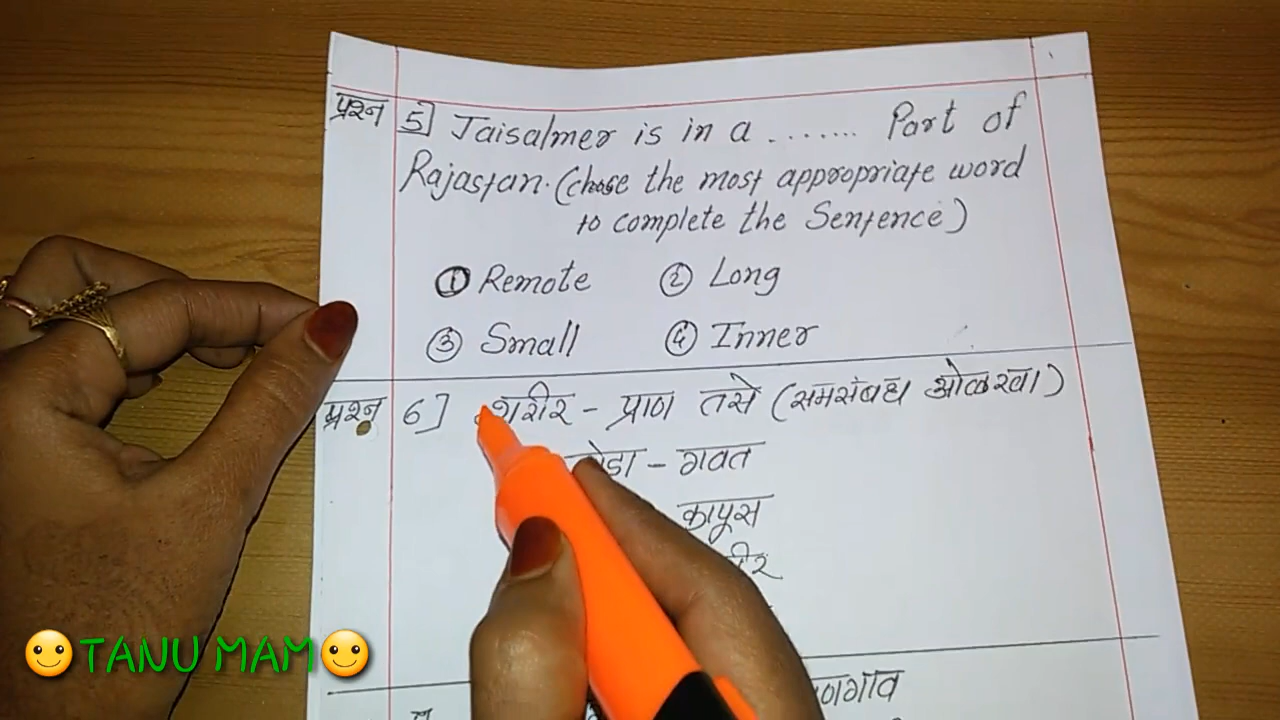 प्रश्न 5] Jaisalmer is in a ....... Part of
Rajastan. (chose the most appropriate word
to complete the Sentence)
① Remote ② Long
③ Small ④ Inner
प्रश्न 6] शरीर - प्राण तसे (समसंबंध ओळखा)
- गवत
कापूस
TANU MAM